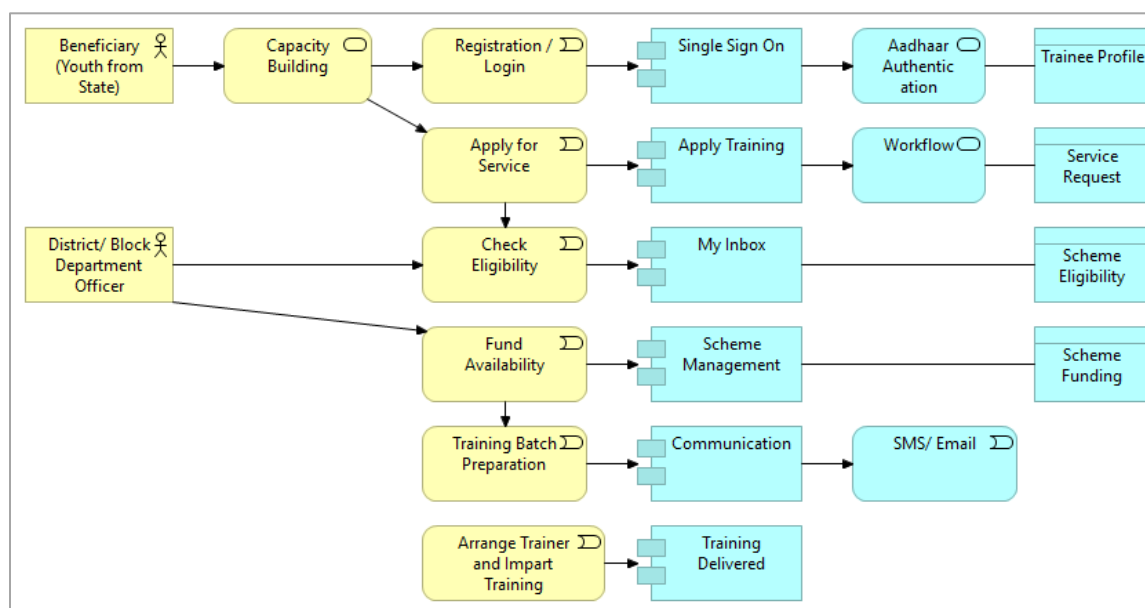 Beneficiary
(Youth from
State)
Capacity
Building
Registration /
Login
Single Sign On
Aadhaar
Authentic
ation
Trainee Profile
Apply for
Service
Apply Training
Workflow
Service
Request
District/ Block
Department
Officer
Check
Eligibility
My Inbox
Scheme
Eligibility
Fund
Availability
Scheme
Management
Scheme
Funding
Training Batch
Preparation
Communication
SMS/ Email
Arrange Trainer
and Impart
Training
Training
Delivered